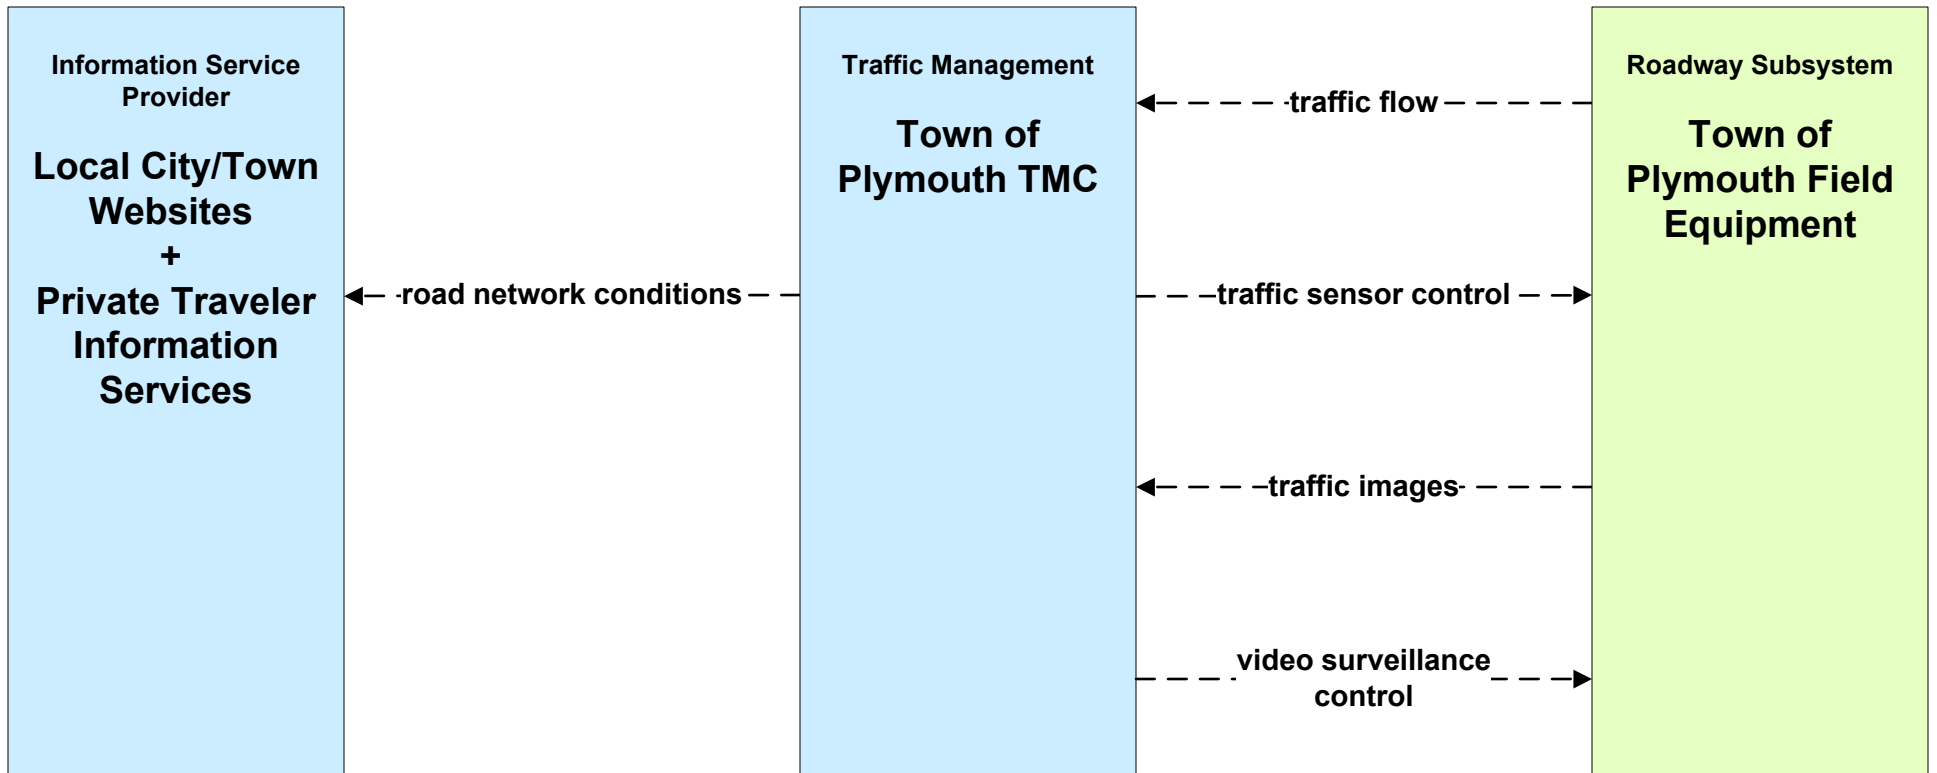 Information Service
Provider
Local City/Town
Websites
+
Private Traveler
Information
Services
road network conditions
Traffic Management
Town of
Plymouth TMC
traffic flow
traffic sensor control
traffic images
video surveillance
control
Roadway Subsystem
Town of
Plymouth Field
Equipment